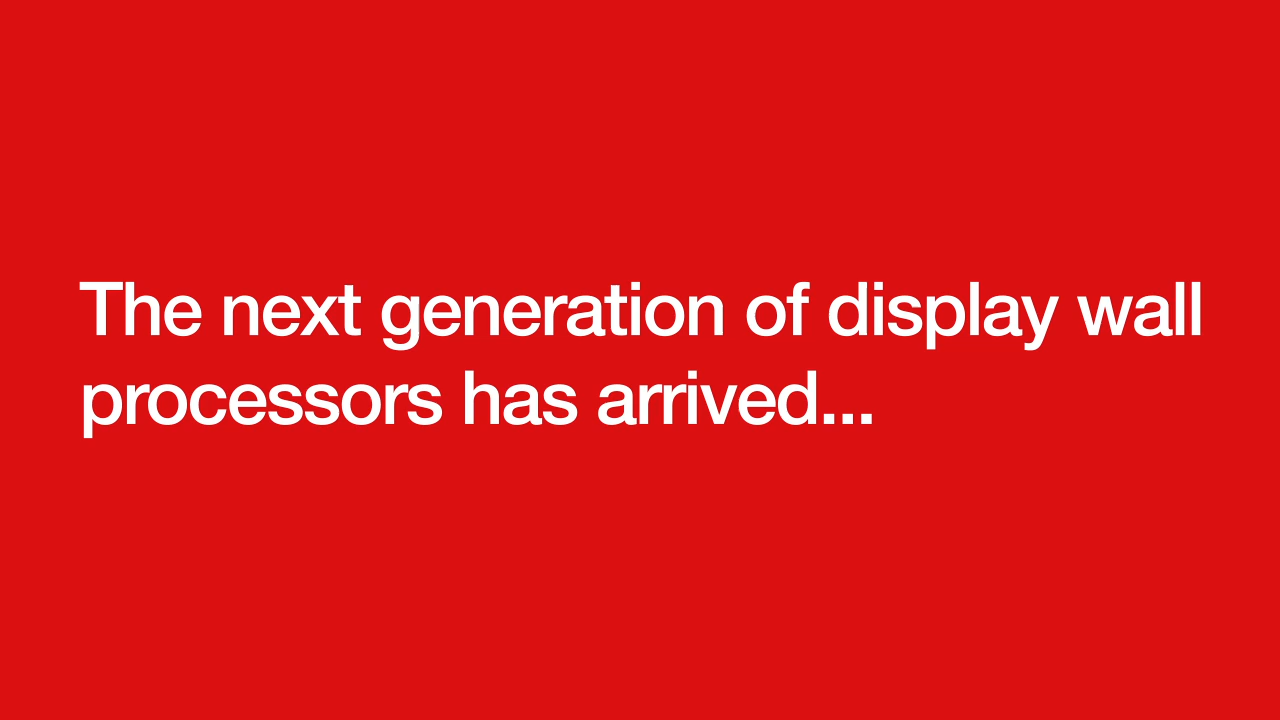 The next generation of display wall
processors has arrived...